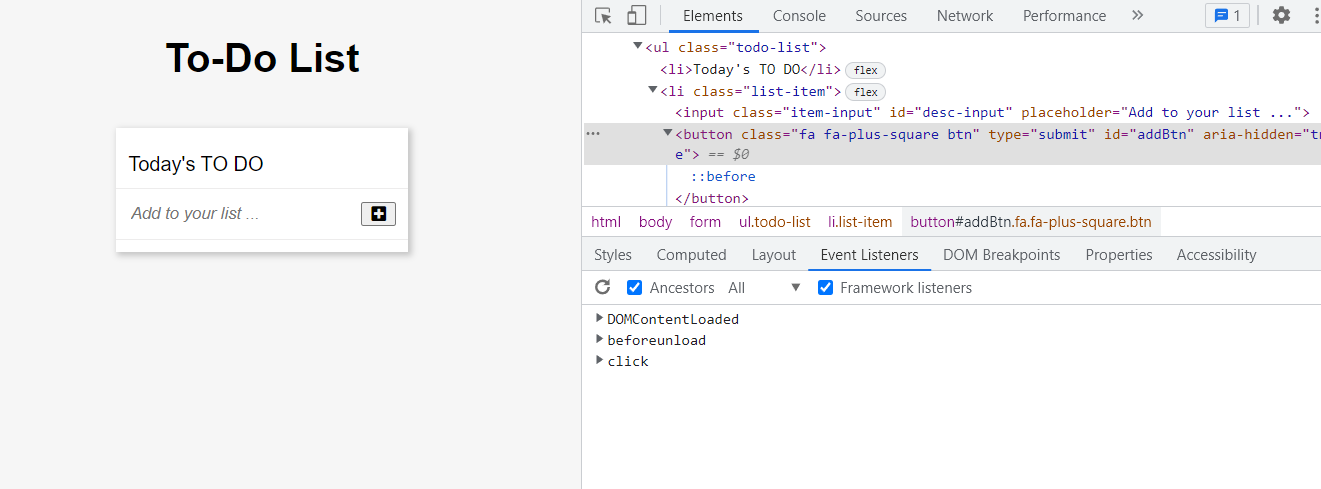 To-Do List
Today's TO DO
Add to your list ...
Elements Console Sources Network Performance » 1
<ul class="todo-list">
<li>Today's TO DO</li> flex
<li class="list-item"> flex
<input class="item-input" id="desc-input" placeholder="Add to your list ...">
<button class="fa fa-plus-square btn" type="submit" id="addBtn" aria-hidden="tru
e"> == $0
::before
</button>
html body form ul.todo-list li.list-item button#addBtn.fa.fa-plus-square.btn
Styles Computed Layout Event Listeners DOM Breakpoints Properties Accessibility
Ancestors All Framework listeners
DOMContentLoaded
beforeunload
click